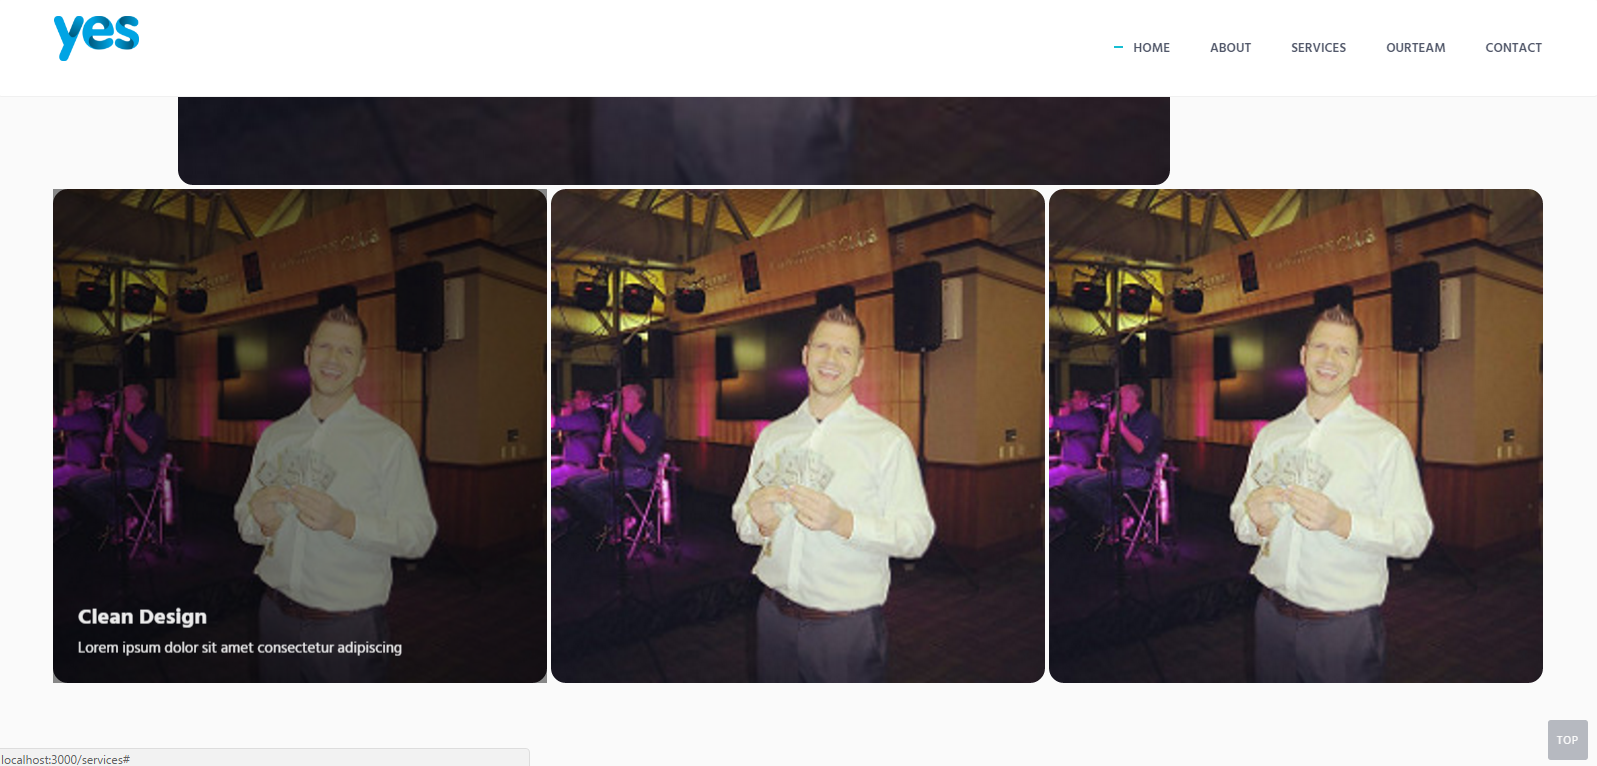 yes
HOME ABOUT SERVICES OURTEAM CONTACT
Clean Design
Lorem ipsum dolor sit amet consectetur adipiscing
TOP
localhost:3000/services#